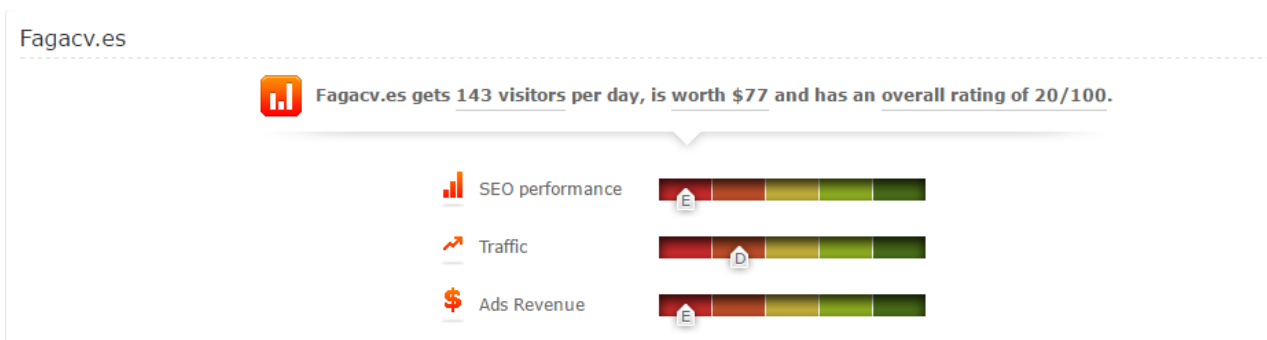 Fagacv.es
Fagacv.es gets 143 visitors per day, is worth $77 and has an overall rating of 20/100.
SEO performance
E
Traffic
D
Ads Revenue
E